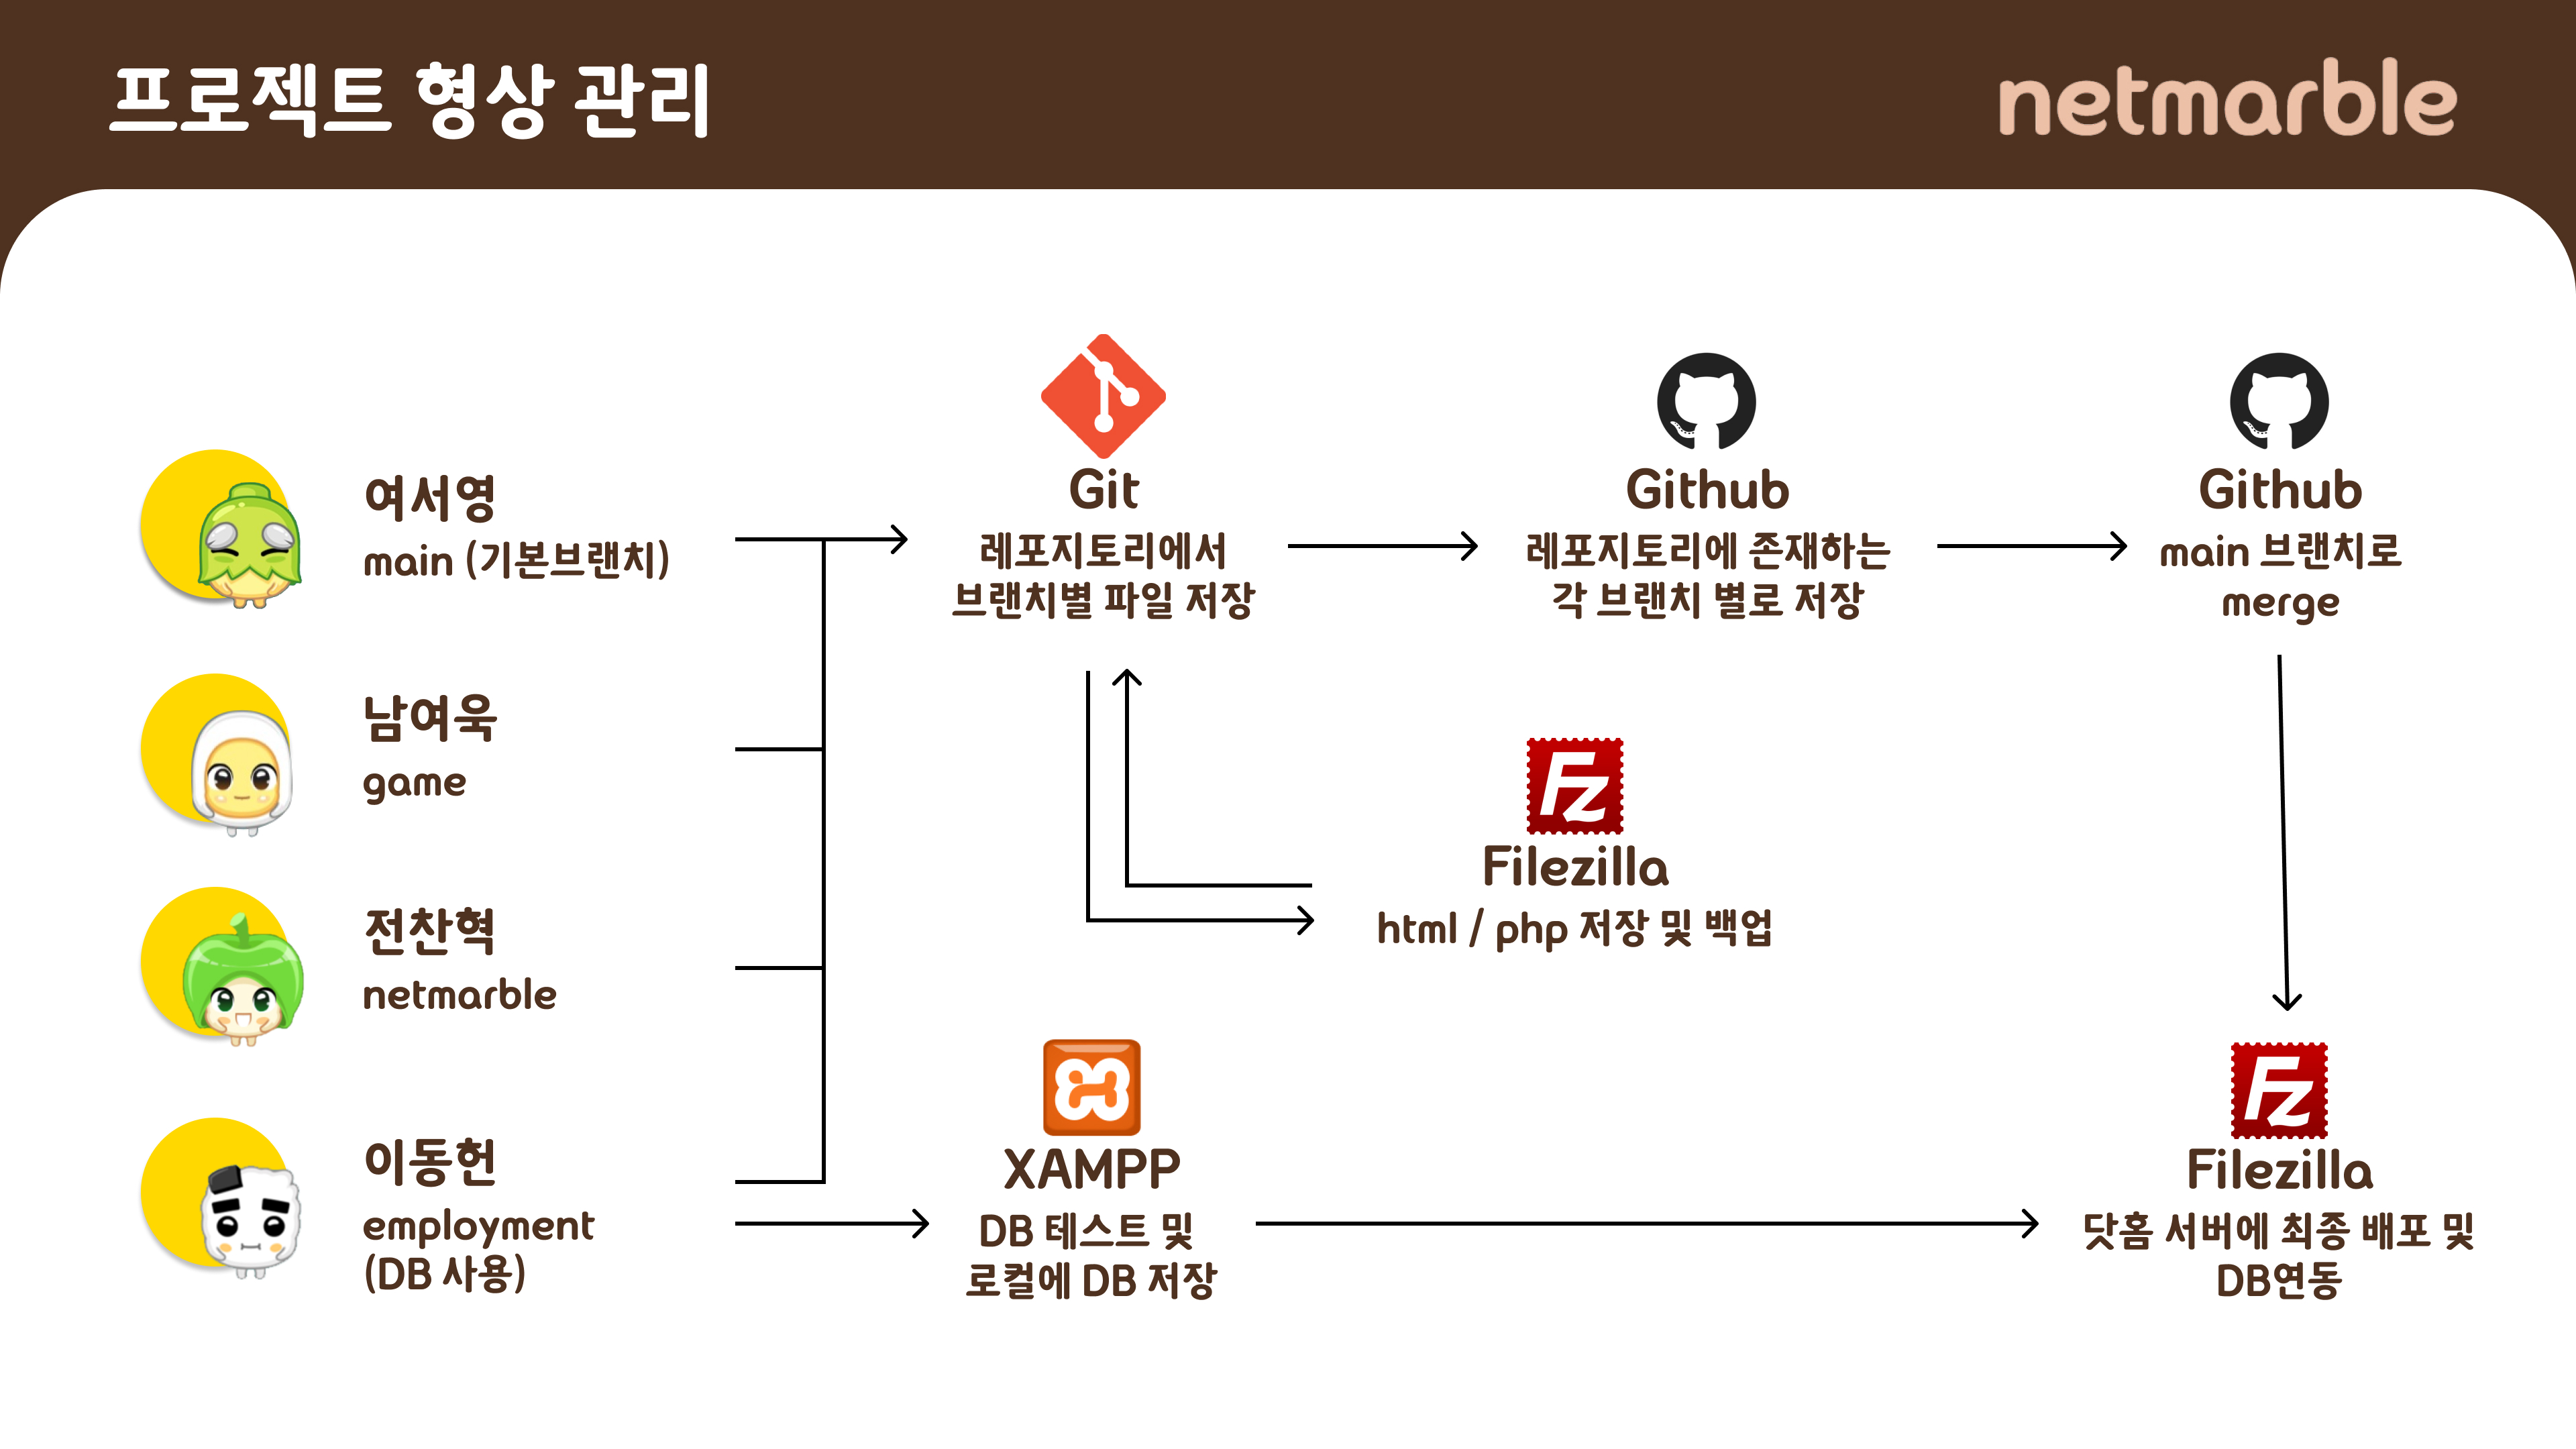 프로젝트 형상 관리
netmarble
여서영
main (기본브랜치)
남여욱
game
전찬혁
netmarble
이동헌
employment
(DB 사용)
Git
레포지토리에서
브랜치별 파일 저장
Github
레포지토리에 존재하는
각 브랜치 별로 저장
Github
main 브랜치로
merge
Filezilla
html / php 저장 및 백업
XAMPP
DB 테스트 및
로컬에 DB 저장
Filezilla
닷홈 서버에 최종 배포 및
DB연동